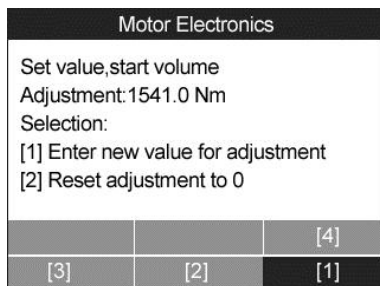 Motor Electronics
Set value,start volume
Adjustment:1541.0 Nm
Selection:
[1] Enter new value for adjustment
[2] Reset adjustment to 0
[4]
[3] [2] [1]